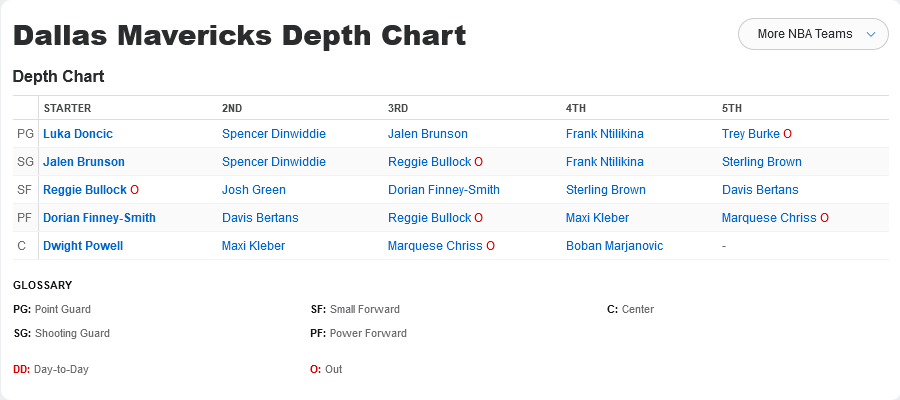 Dallas Mavericks Depth Chart
More NBA Teams
Depth Chart
STARTER 2ND 3RD 4TH 5TH
PG Luka Doncic Spencer Dinwiddie Jalen Brunson Frank Ntilikina Trey Burke O
SG Jalen Brunson Spencer Dinwiddie Reggie Bullock O Frank Ntilikina Sterling Brown
SF Reggie Bullock O Josh Green Dorian Finney-Smith Sterling Brown Davis Bertans
PF Dorian Finney-Smith Davis Bertans Reggie Bullock O Maxi Kleber Marquese Chriss O
C Dwight Powell Maxi Kleber Marquese Chriss O Boban Marjanovic -
GLOSSARY
PG: Point Guard SF: Small Forward C: Center
SG: Shooting Guard PF: Power Forward
DD: Day-to-Day O: Out